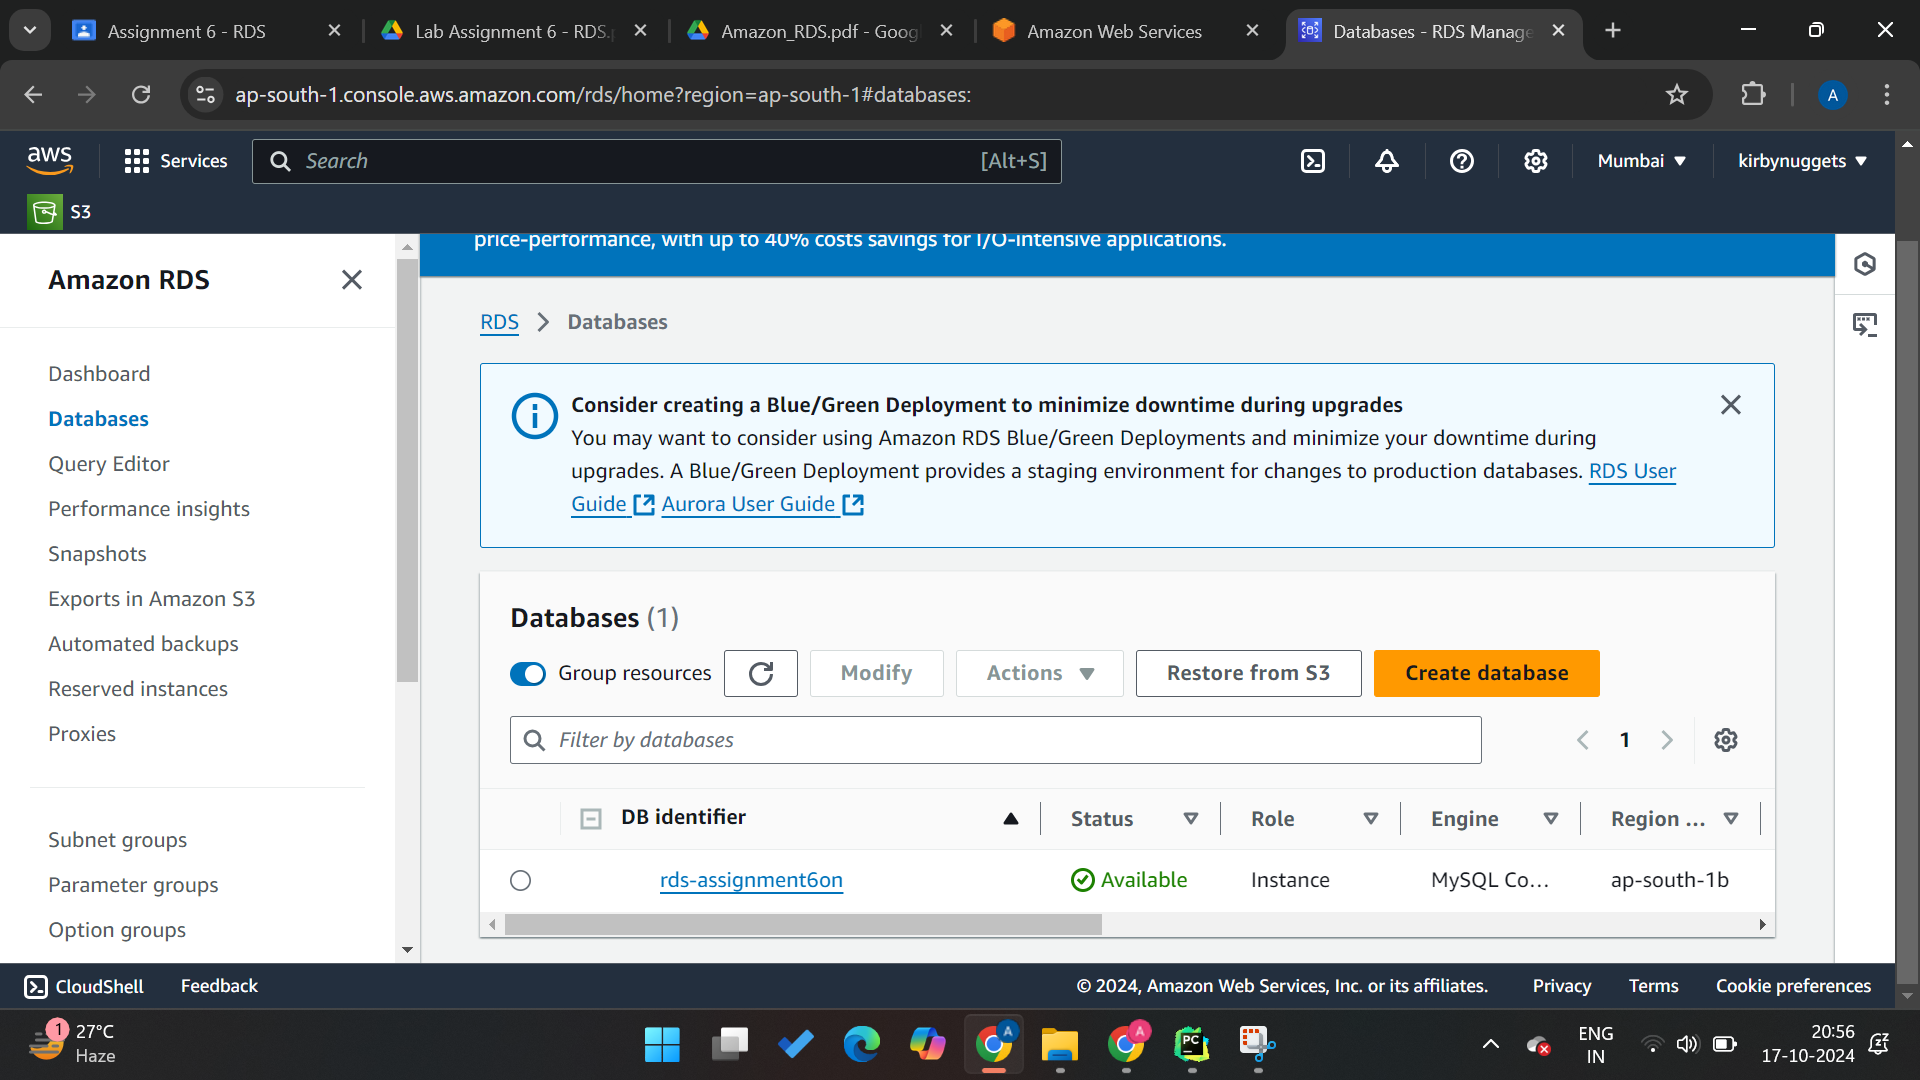 Assignment 6 - RDS
Lab Assignment 6 - RDS.p
Amazon_RDS.pdf - Googl
Amazon Web Services
Databases - RDS Manage
ap-south-1.console.aws.amazon.com/rds/home?region=ap-south-1#databases:
A
aws
Services
Search
[Alt+S]
Mumbai
kirbynuggets
S3
price-performance, with up to 40% costs savings for I/O-intensive applications.
Amazon RDS
Dashboard
Databases
Query Editor
Performance insights
Snapshots
Exports in Amazon S3
Automated backups
Reserved instances
Proxies
Subnet groups
Parameter groups
Option groups
RDS
Databases
Consider creating a Blue/Green Deployment to minimize downtime during upgrades
You may want to consider using Amazon RDS Blue/Green Deployments and minimize your downtime during
upgrades. A Blue/Green Deployment provides a staging environment for changes to production databases. RDS User
Guide Aurora User Guide
Databases (1)
Group resources
Modify
Actions
Restore from S3
Create database
Filter by databases
1
DB identifier
Status
Role
Engine
Region ...
rds-assignment6on
Available
Instance
MySQL Co...
ap-south-1b
CloudShell
Feedback
© 2024, Amazon Web Services, Inc. or its affiliates.
Privacy
Terms
Cookie preferences
1
27°C
Haze
A
A
PC
ENG
IN
20:56
17-10-2024